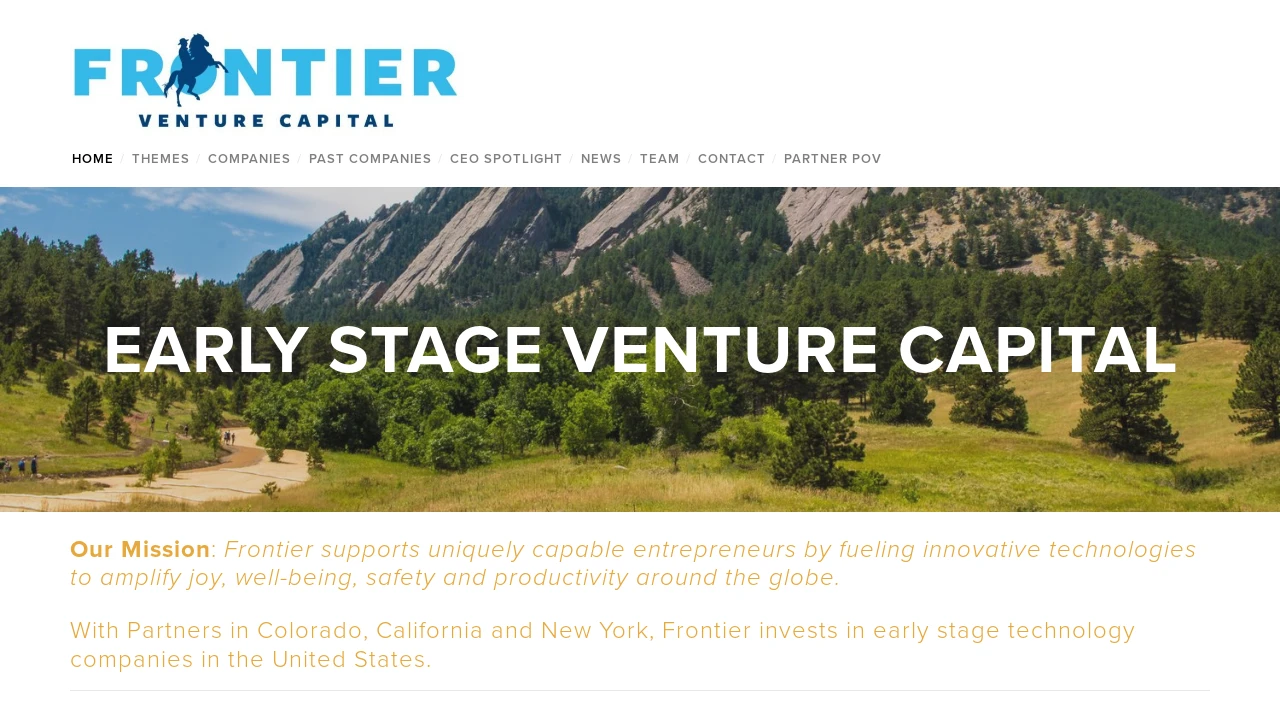 FRONTIER
VENTURE CAPITAL
HOME / THEMES / COMPANIES / PAST COMPANIES / CEO SPOTLIGHT / NEWS / TEAM / CONTACT / PARTNER POV
EARLY STAGE VENTURE CAPITAL
Our Mission: Frontier supports uniquely capable entrepreneurs by fueling innovative technologies
to amplify joy, well-being, safety and productivity around the globe.
With Partners in Colorado, California and New York, Frontier invests in early stage technology
companies in the United States.